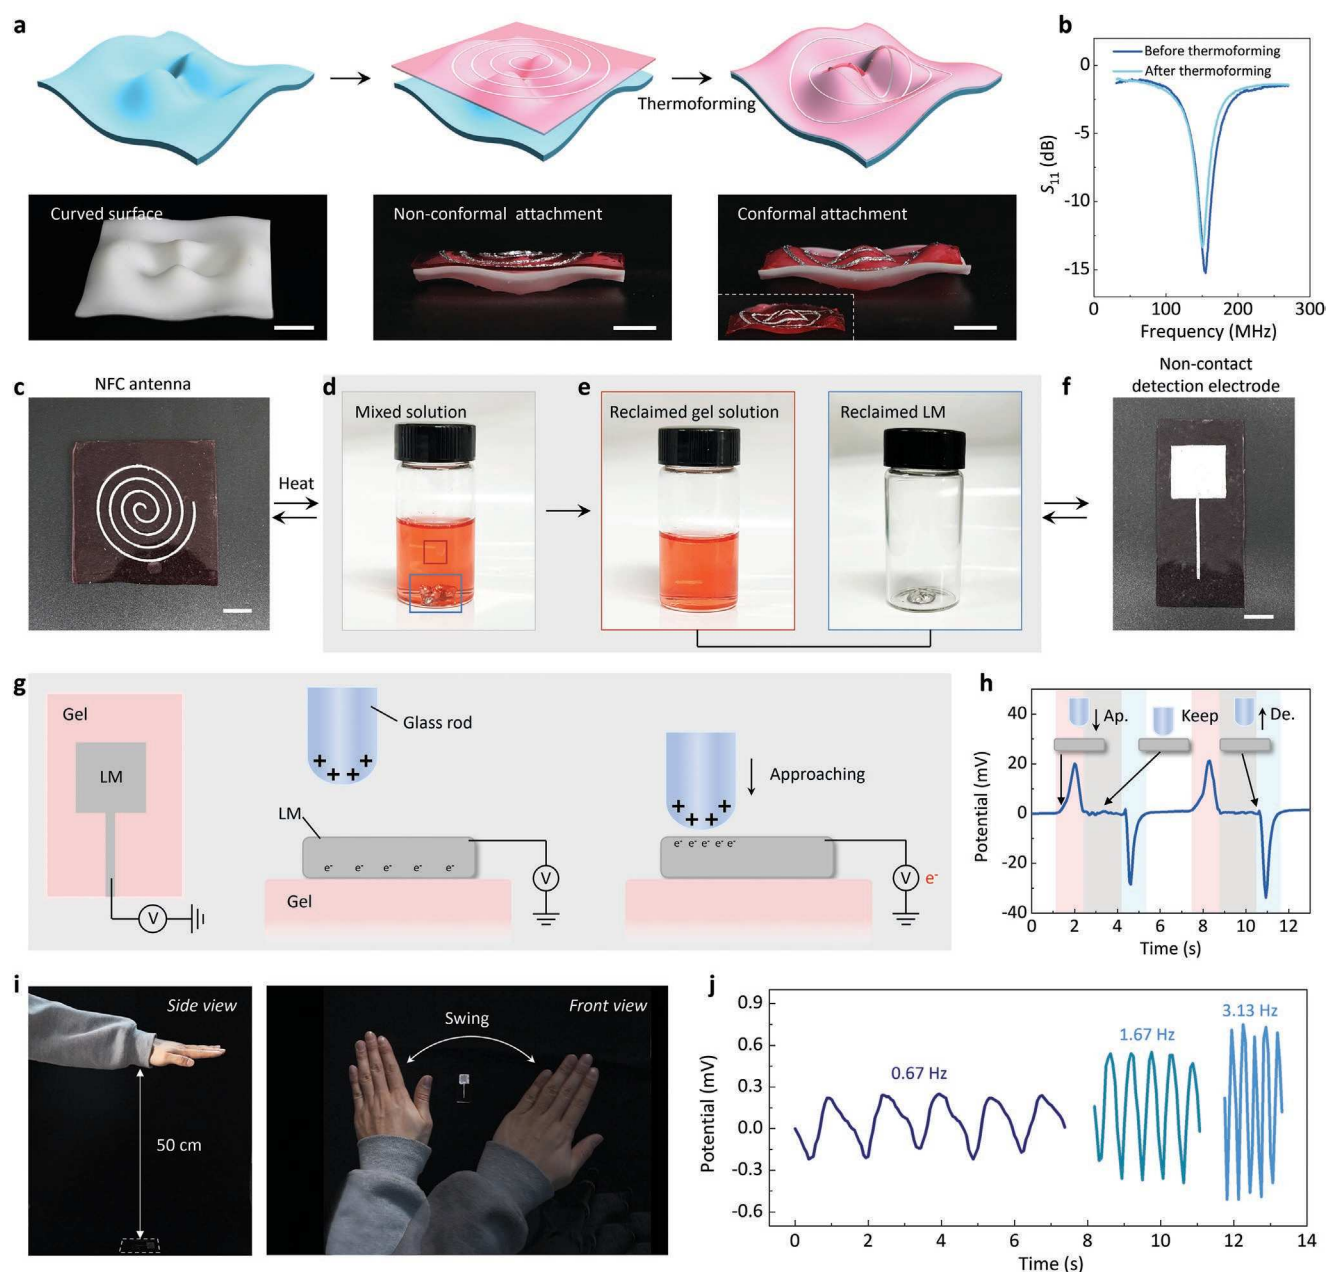 a
Thermoforming
Curved surface
Non-conformal attachment
Conformal attachment
b
Before thermoforming
After thermoforming
0
-5
-10
-15
S11 (dB)
0
100
200
300
Frequency (MHz)
c
NFC antenna
Heat
d
Mixed solution
e
Reclaimed gel solution
Reclaimed LM
f
Non-contact
detection electrode
g
Gel
LM
V
Glass rod
+ + + +
LM
e- e- e- e- e-
Gel
V
Approaching
+ + + +
e- e- e- e- e-
V
e-
h
Ap.
Keep
De.
40
20
0
-20
-40
Potential (mV)
0 2 4 6 8 10 12
Time (s)
i
Side view
50 cm
Front view
Swing
j
0.67 Hz
1.67 Hz
3.13 Hz
0.9
0.6
0.3
0.0
-0.3
-0.6
Potential (mV)
0 2 4 6 8 10 12 14
Time (s)